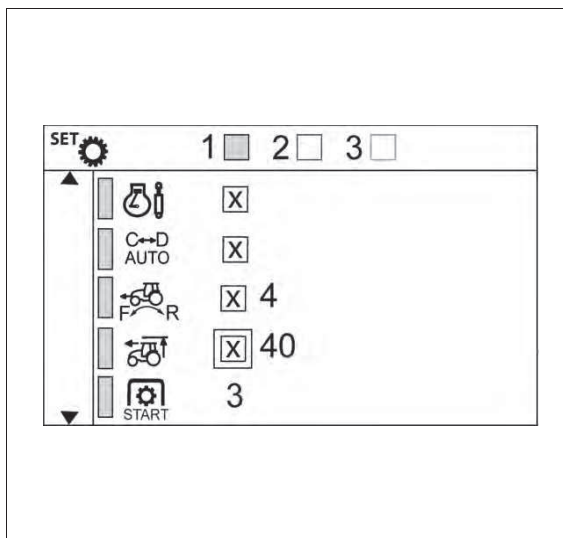 SET 1 2 3
X
C↔D
AUTO X
F R X 4
X 40
START 3